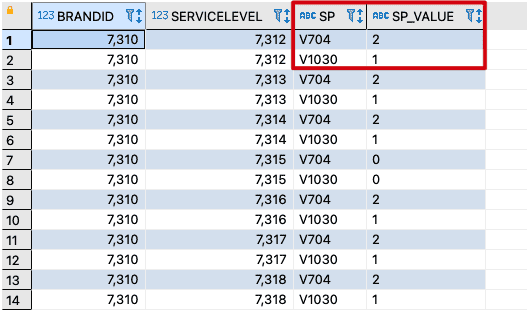 123 BRANDID 123 SERVICELEVEL ABC SP ABC SP_VALUE
1 7,310 7,312 V704 2
2 7,310 7,312 V1030 1
3 7,310 7,313 V704 2
4 7,310 7,313 V1030 1
5 7,310 7,314 V704 2
6 7,310 7,314 V1030 1
7 7,310 7,315 V704 0
8 7,310 7,315 V1030 0
9 7,310 7,316 V704 2
10 7,310 7,316 V1030 1
11 7,310 7,317 V704 2
12 7,310 7,317 V1030 1
13 7,310 7,318 V704 2
14 7,310 7,318 V1030 1